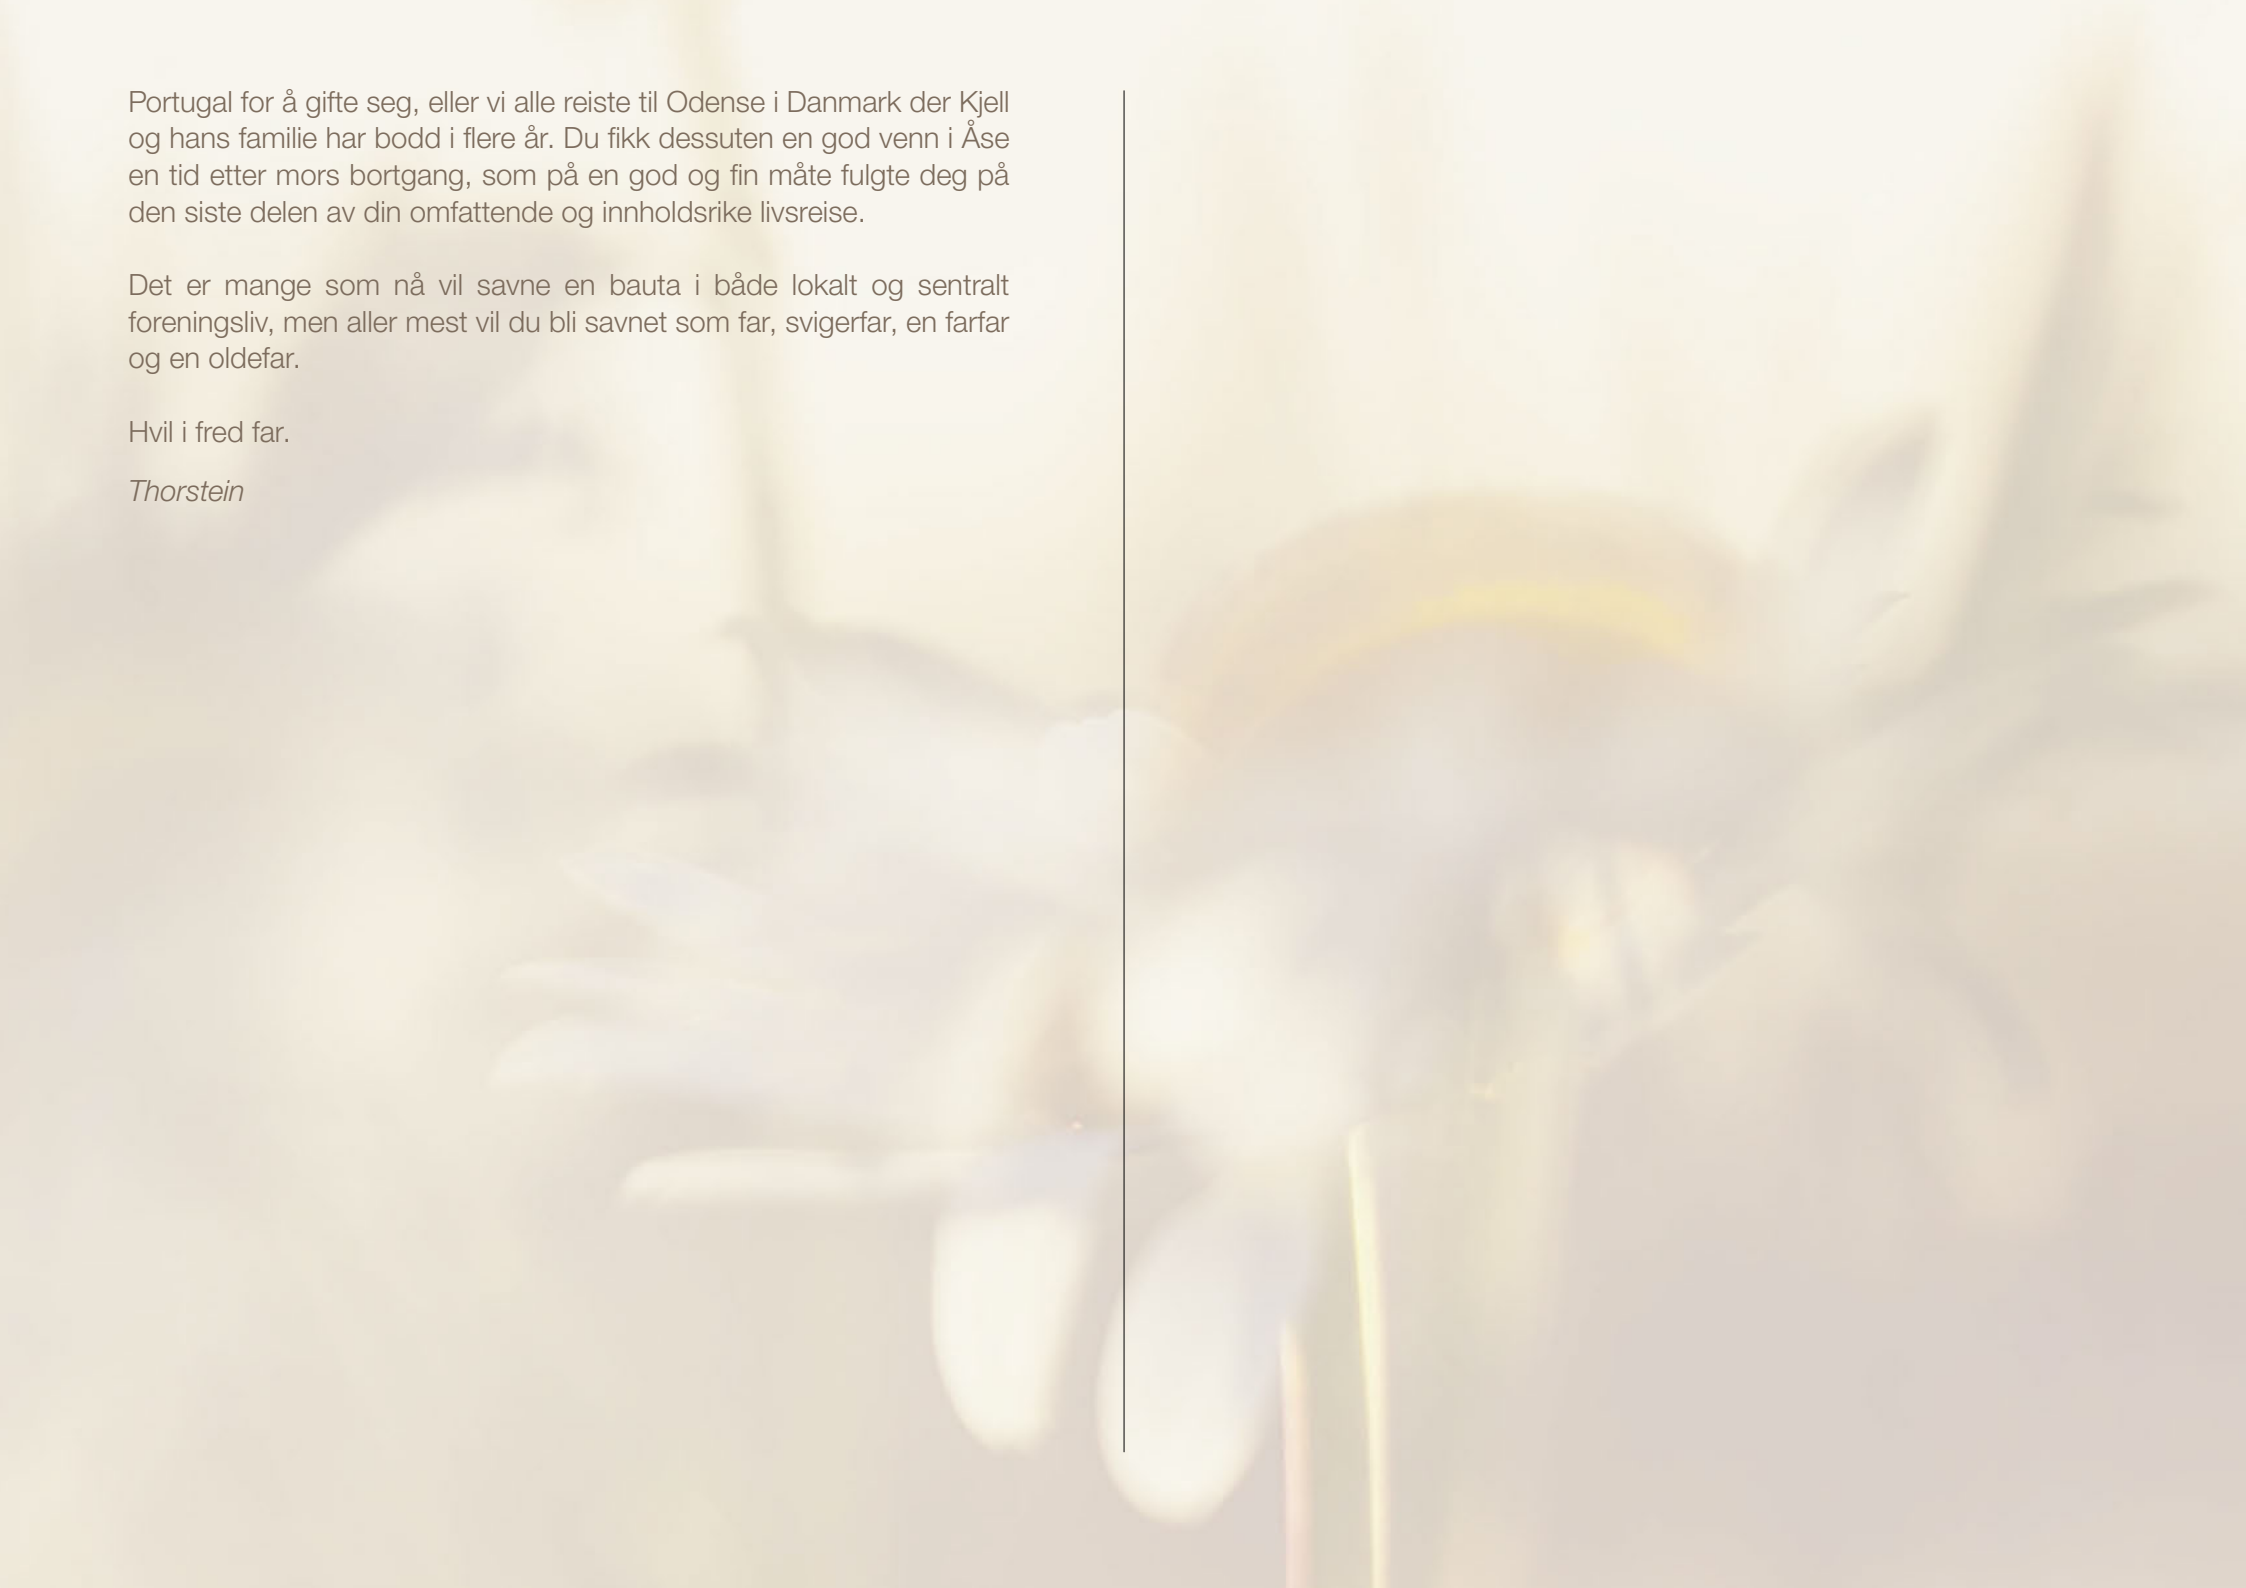 Portugal for å gifte seg, eller vi alle reiste til Odense i Danmark der Kjell
og hans familie har bodd i flere år. Du fikk dessuten en god venn i Åse
en tid etter mors bortgang, som på en god og fin måte fulgte deg på
den siste delen av din omfattende og innholdsrike livsreise.
Det er mange som nå vil savne en bauta i både lokalt og sentralt
foreningsliv, men aller mest vil du bli savnet som far, svigerfar, en farfar
og en oldefar.
Hvil i fred far.
Thorstein